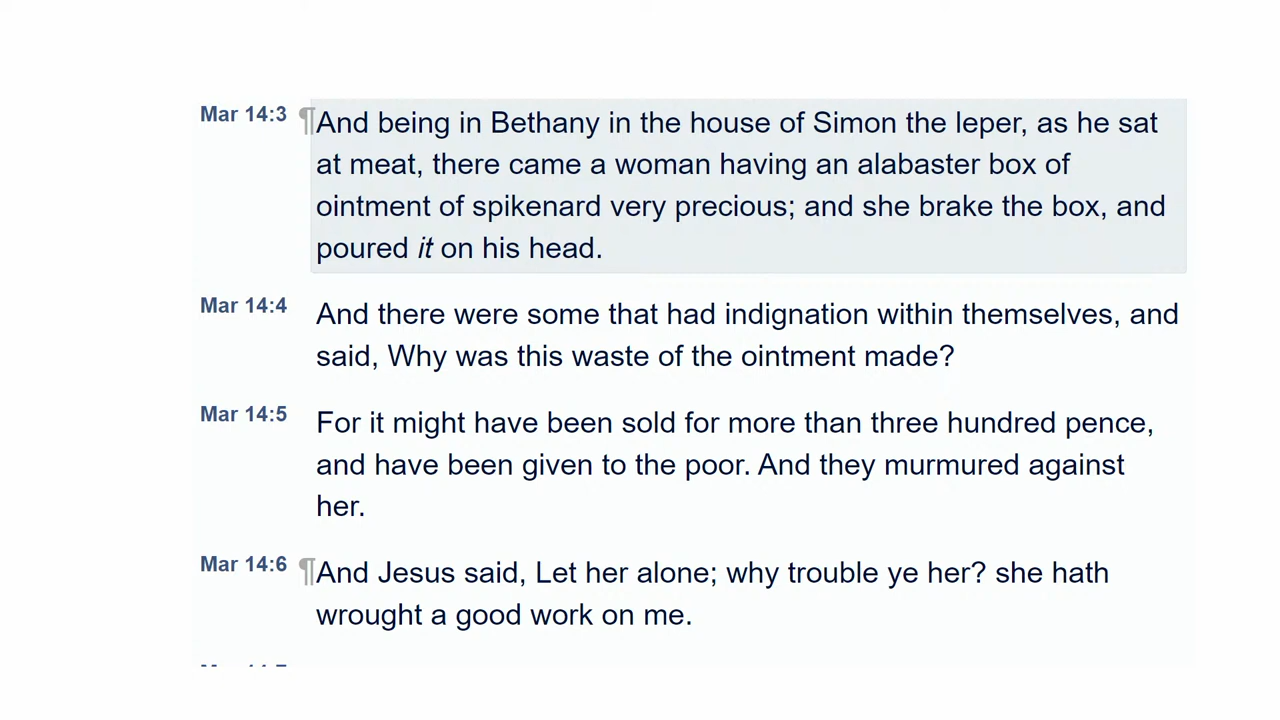 Mar 14:3 ¶And being in Bethany in the house of Simon the leper, as he sat
at meat, there came a woman having an alabaster box of
ointment of spikenard very precious; and she brake the box, and
poured it on his head.
Mar 14:4 And there were some that had indignation within themselves, and
said, Why was this waste of the ointment made?
Mar 14:5 For it might have been sold for more than three hundred pence,
and have been given to the poor. And they murmured against
her.
Mar 14:6 ¶And Jesus said, Let her alone; why trouble ye her? she hath
wrought a good work on me.